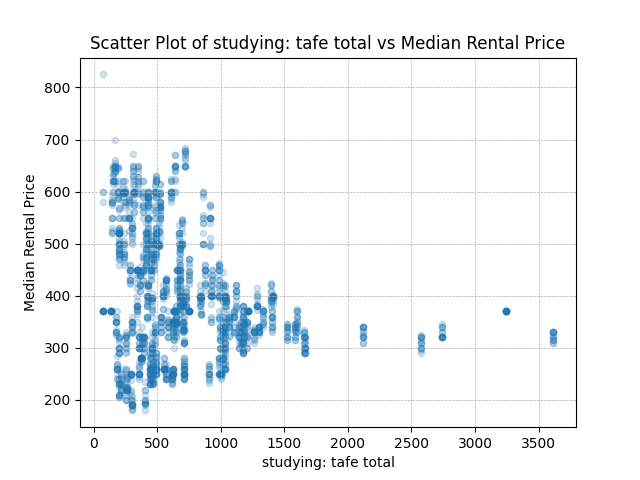 Scatter Plot of studying: tafe total vs Median Rental Price
Median Rental Price
800
700
600
500
400
300
200
0 500 1000 1500 2000 2500 3000 3500
studying: tafe total